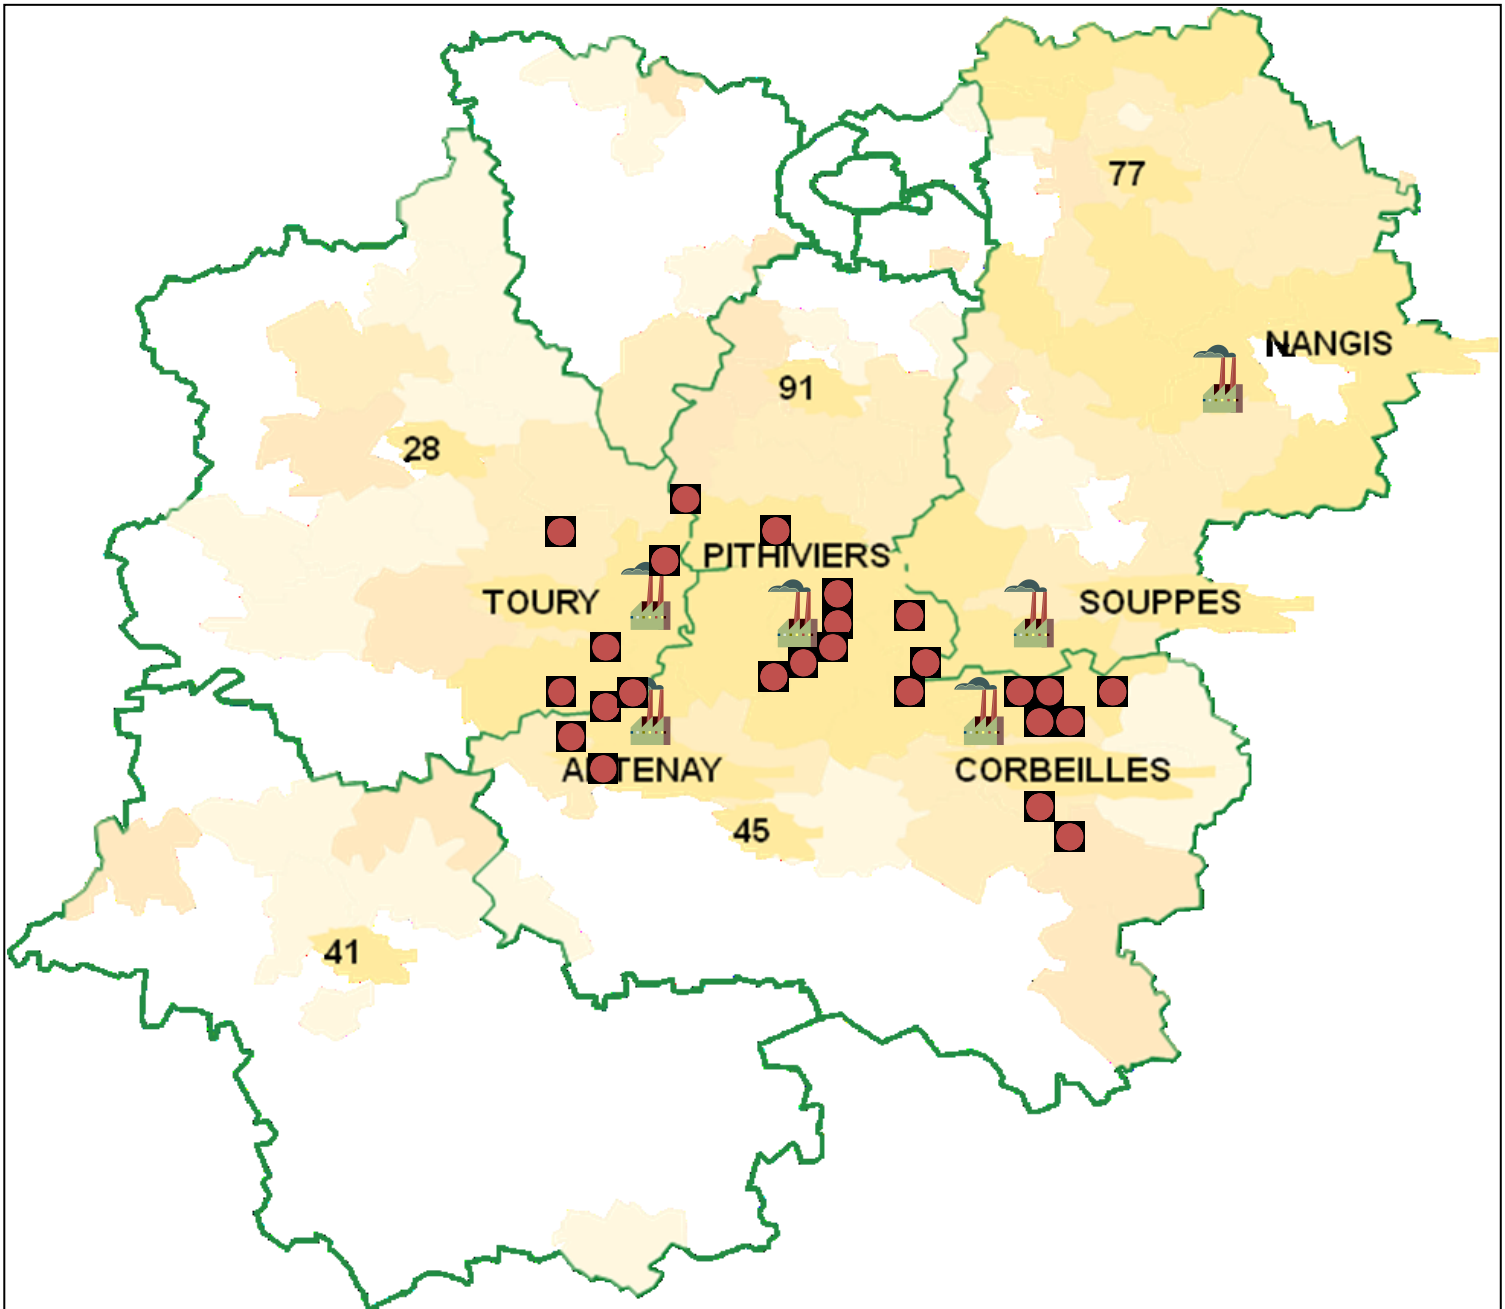 77
NANGIS
91
28
PITHIVIERS
TOURY
SOUPPES
A TENAY
CORBEILLES
45
41